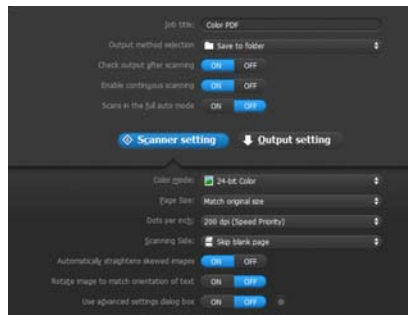 Job title: Color PDF
Output method selection Save to folder
Check output after scanning ON OFF
Enable continuous scanning ON OFF
Scans in the full auto mode ON OFF
Scanner setting Output setting
Color mode: 24-bit Color
Page Size: Match original size
Dots per inch: 200 dpi (Speed Priority)
Scanning Side: Skip blank page
Automatically straightens skewed images ON OFF
Rotate image to match orientation of text ON OFF
Use advanced settings dialog box ON OFF